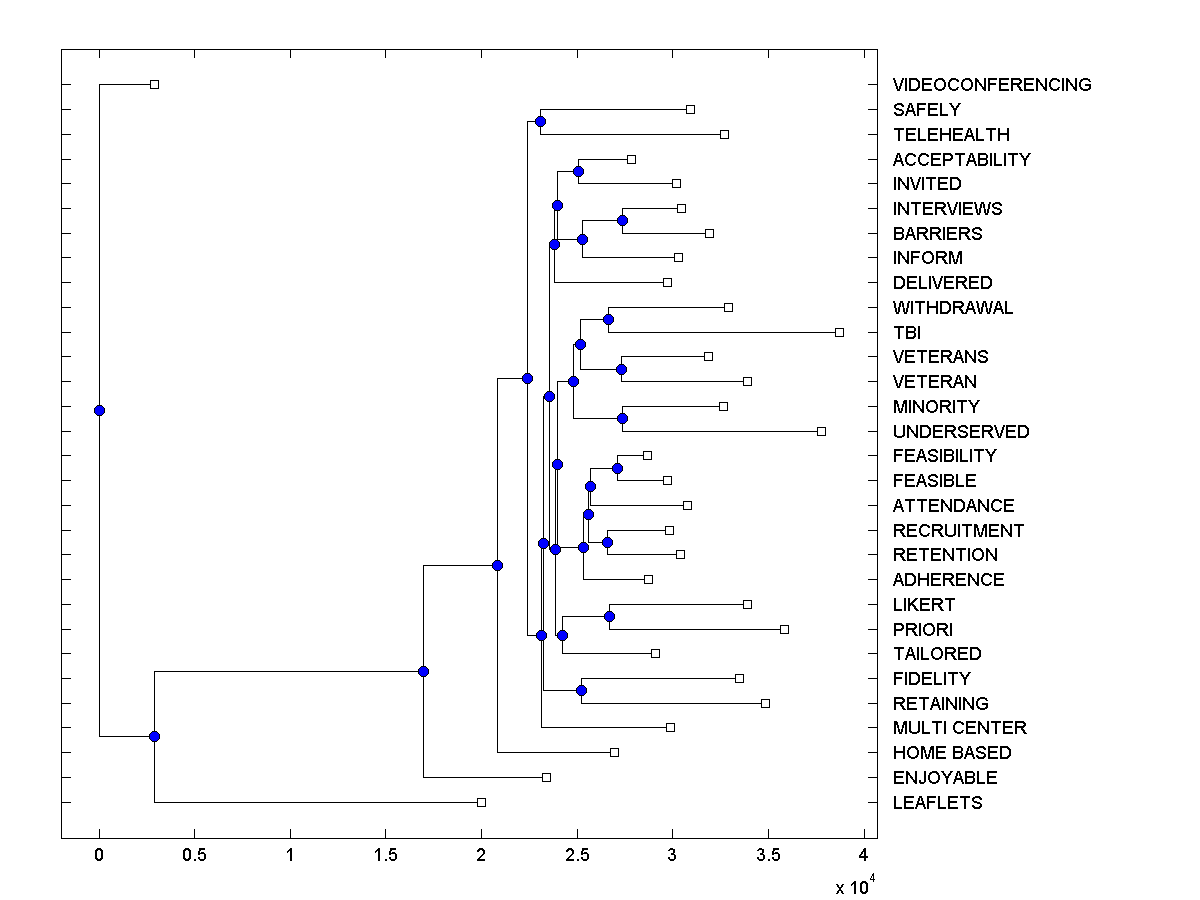 VIDEOCONFERENCING
SAFELY
TELEHEALTH
ACCEPTABILITY
INVITED
INTERVIEWS
BARRIERS
INFORM
DELIVERED
WITHDRAWAL
TBI
VETERANS
VETERAN
MINORITY
UNDERSERVED
FEASIBILITY
FEASIBLE
ATTENDANCE
RECRUITMENT
RETENTION
ADHERENCE
LIKERT
PRIORI
TAILORED
FIDELITY
RETAINING
MULTI CENTER
HOME BASED
ENJOYABLE
LEAFLETS
0 0.5 1 1.5 2 2.5 3 3.5 4
x 10^4